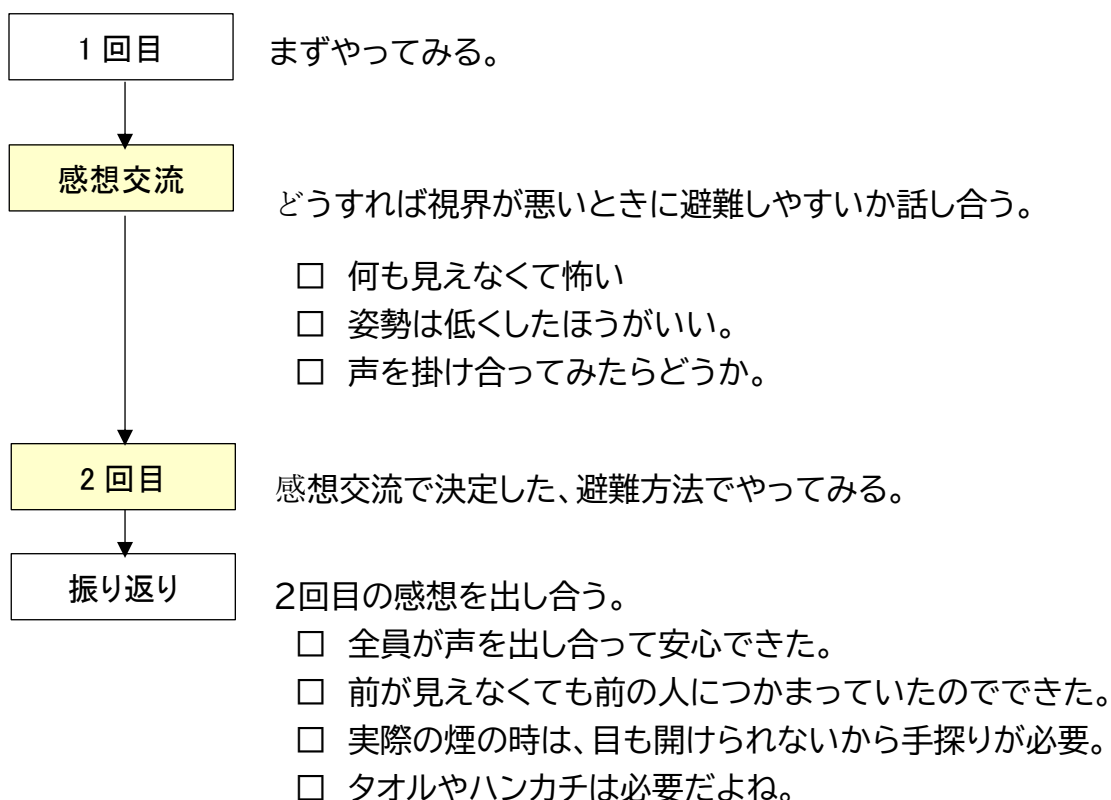 1回目
まずやってみる。
感想交流
どうすれば視界が悪いときに避難しやすいか話し合う。
□ 何も見えなくて怖い
□ 姿勢は低くしたほうがいい。
□ 声を掛け合ってみたらどうか。
2回目
感想交流で決定した、避難方法でやってみる。
振り返り
2回目の感想を出し合う。
□ 全員が声を出し合って安心できた。
□ 前が見えなくても前の人につかまっていたのでできた。
□ 実際の煙の時は、目も開けられないから手探りが必要。
□ タオルやハンカチは必要だよね。